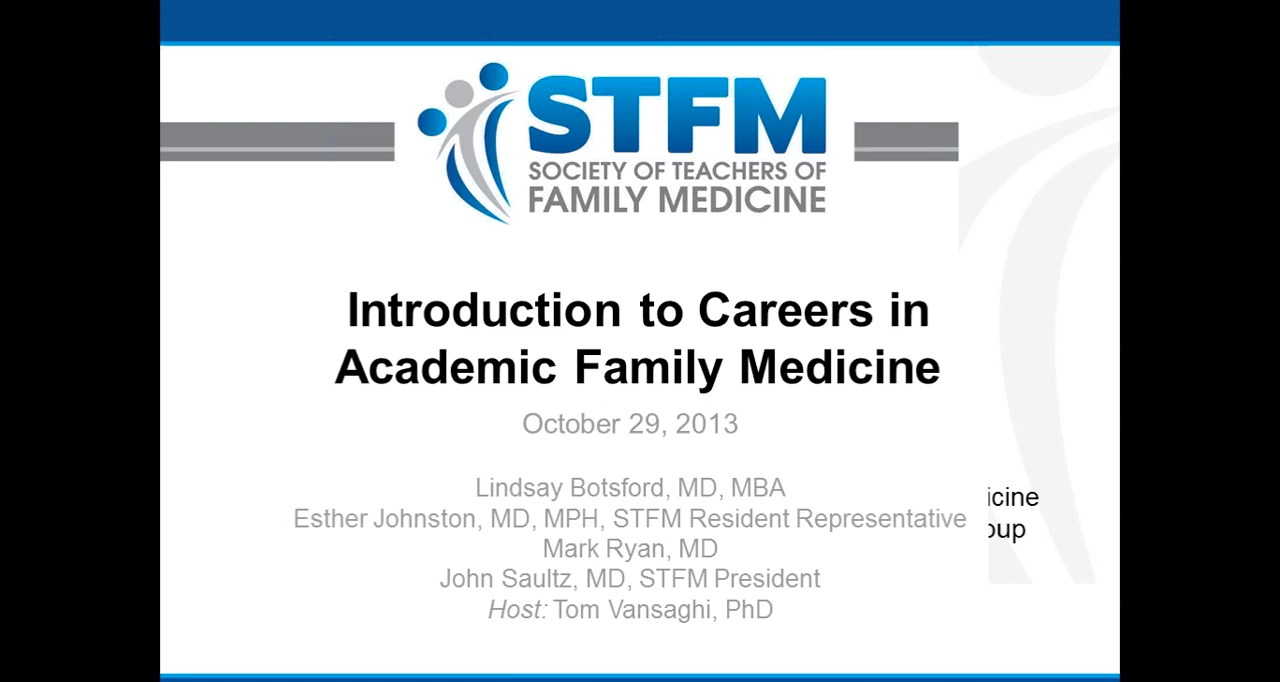 STFM
SOCIETY OF TEACHERS OF
FAMILY MEDICINE
Introduction to Careers in
Academic Family Medicine
October 29, 2013
Lindsay Botsford, MD, MBA
Esther Johnston, MD, MPH, STFM Resident Representative
Mark Ryan, MD
John Saultz, MD, STFM President
Host: Tom Vansaghi, PhD
icine
oup